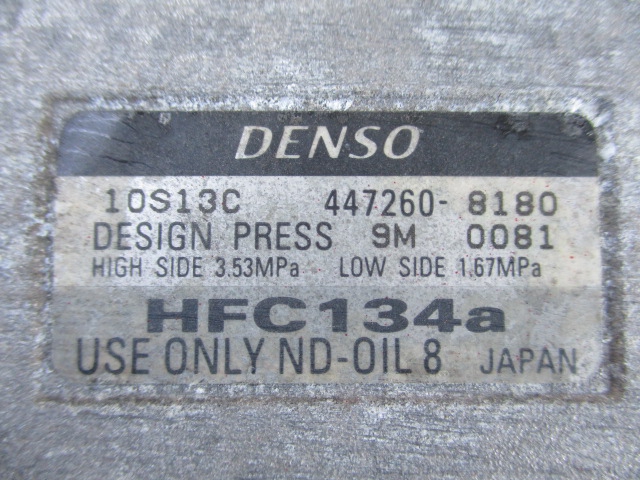 DENSO
10S13C 447260-8180
DESIGN PRESS 9M 0081
HIGH SIDE 3.53MPa LOW SIDE 1.67MPa
HFC134a
USE ONLY ND-OIL 8 JAPAN